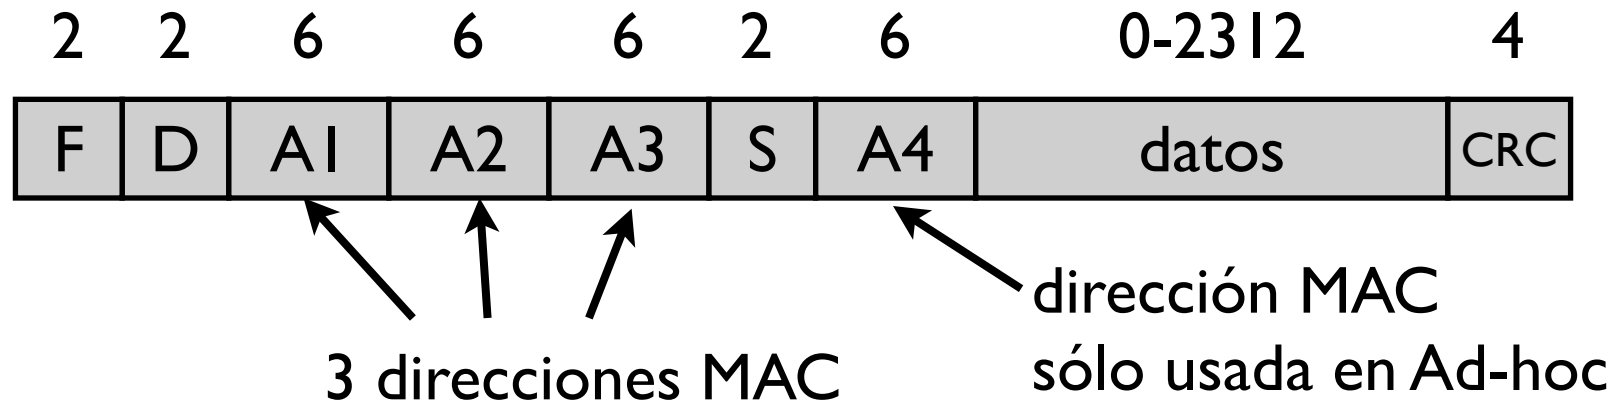 2 2 6 6 6 2 6 0-2312 4
F D A1 A2 A3 S A4 datos CRC
3 direcciones MAC
dirección MAC
sólo usada en Ad-hoc